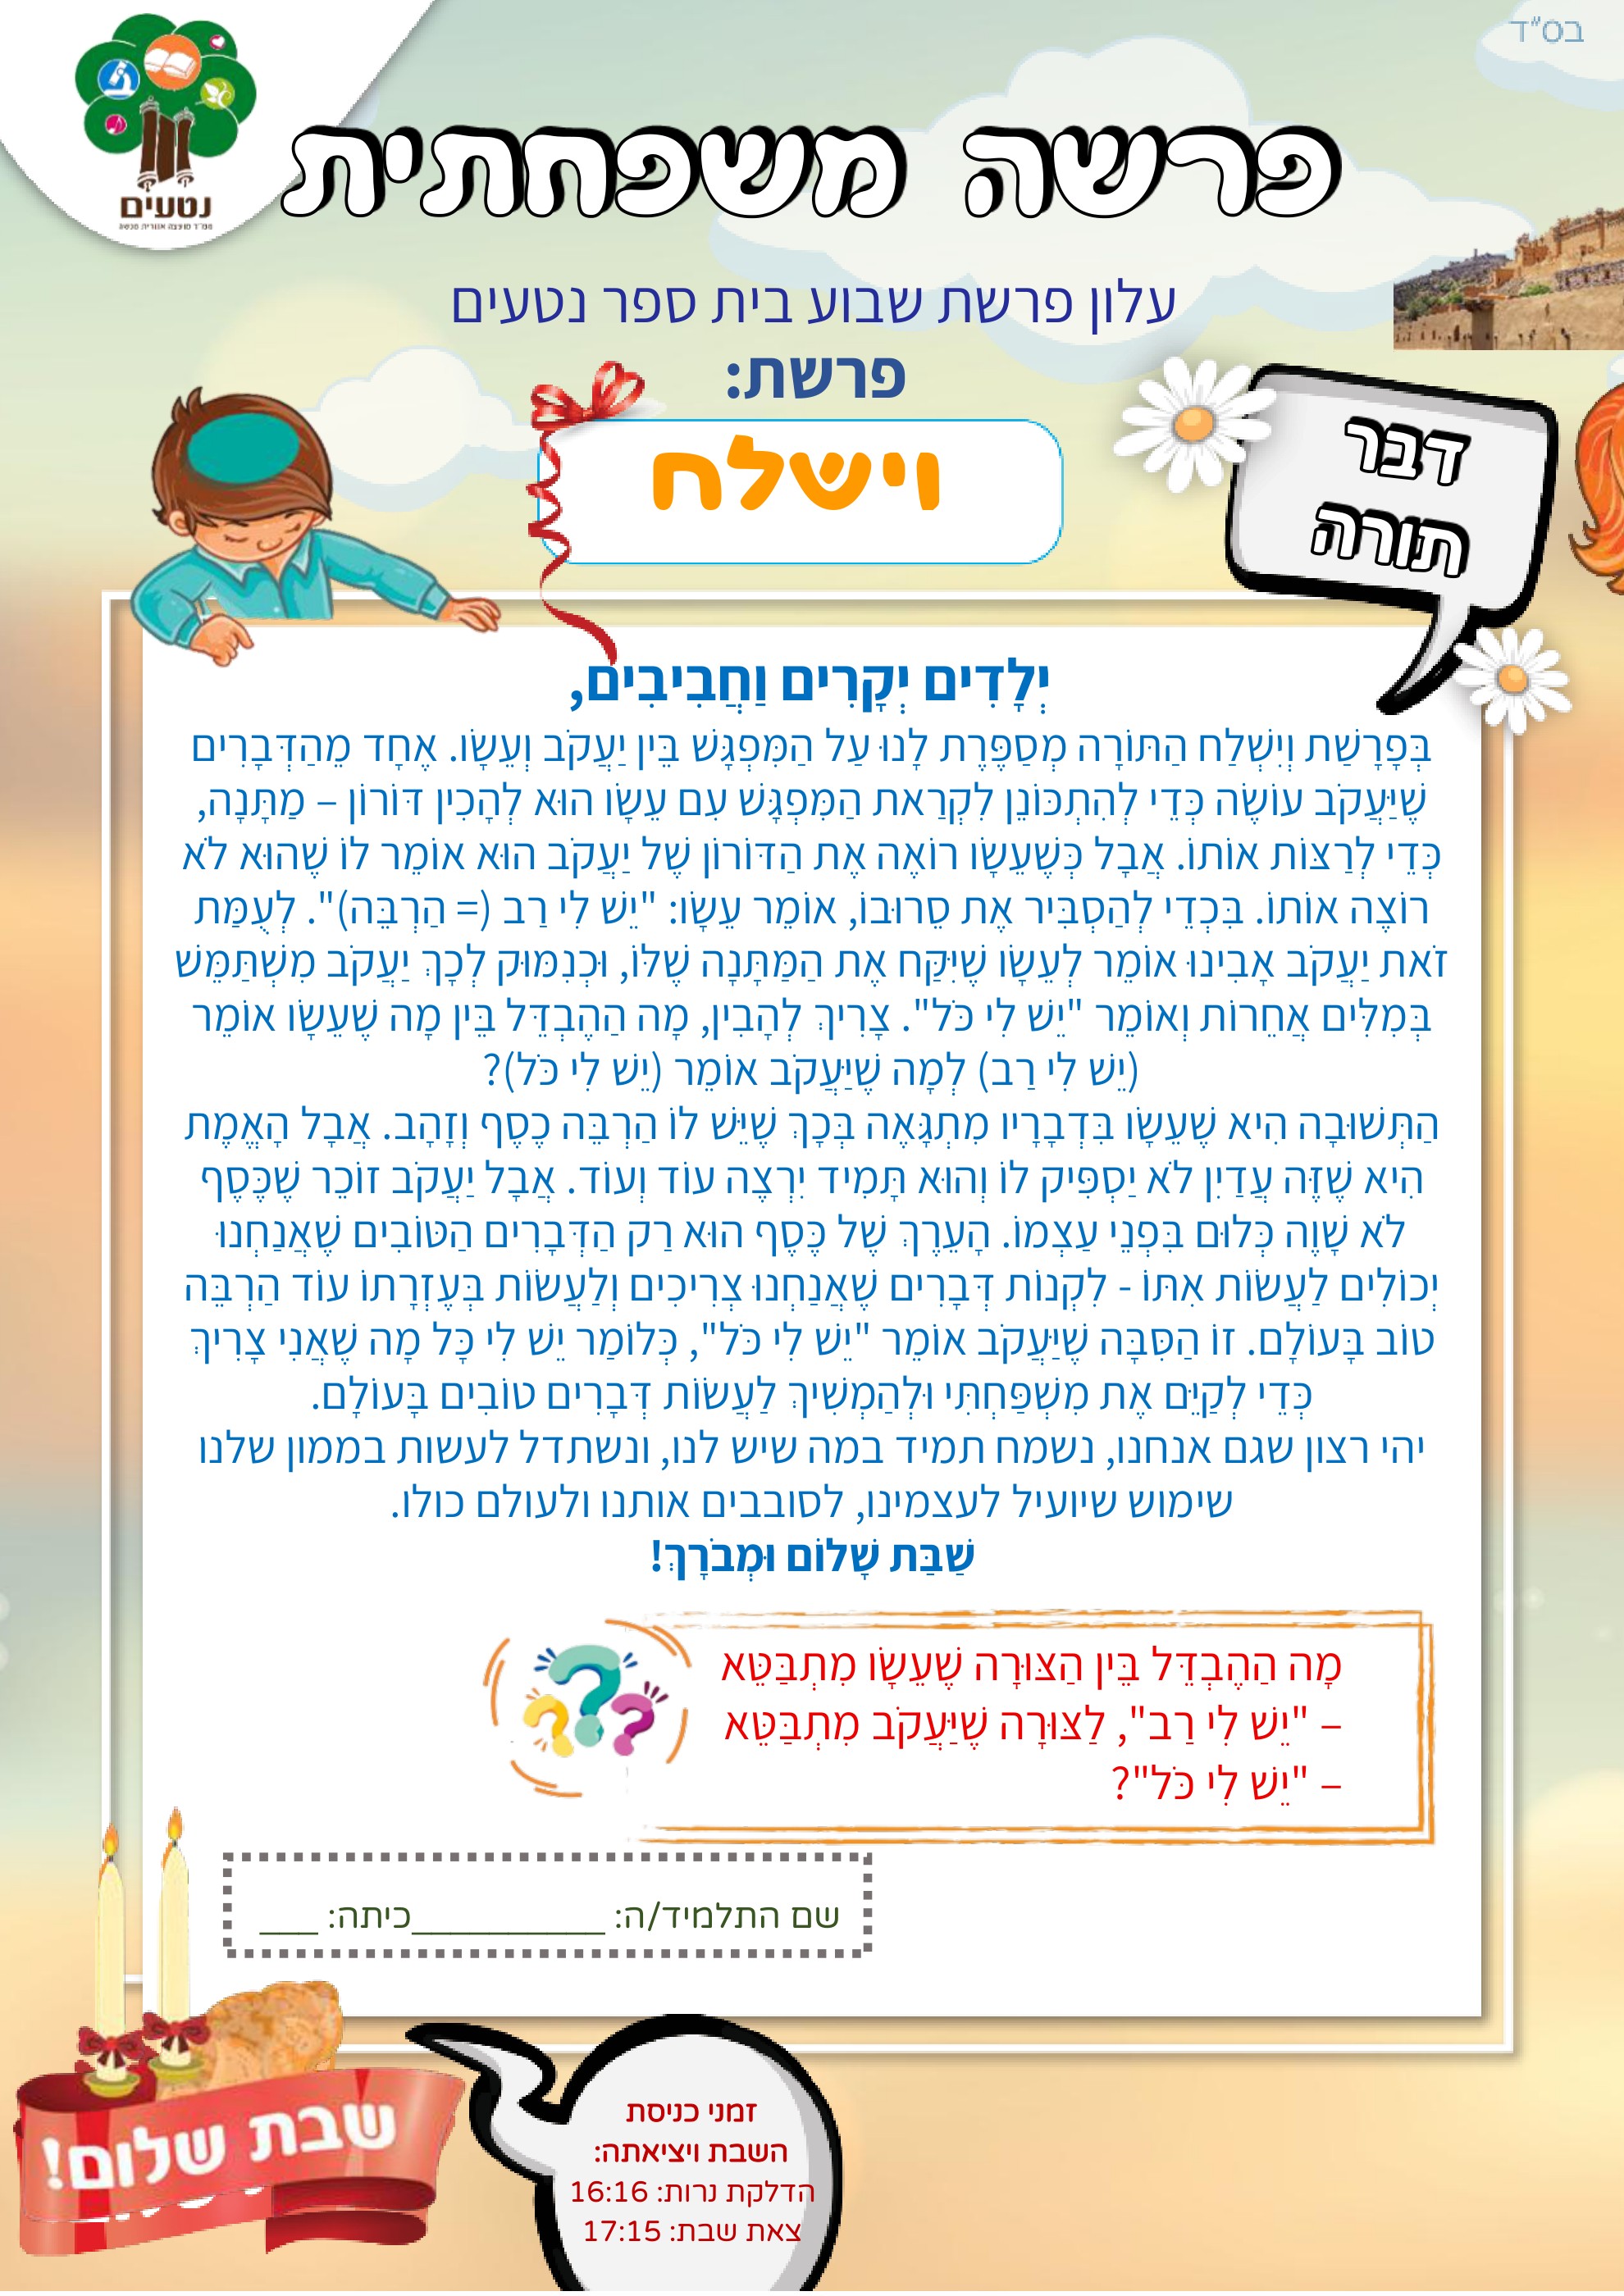 בס"ד
נטעים
פרשה משפחתית
עלון פרשת שבוע בית ספר נטעים
פרשת:
וישלח
דבר
תורה
יְלָדִים יְקָרִים וַחֲבִיבִים,
בְּפָרָשַׁת וַיִּשְׁלַח הַתּוֹרָה מְסַפֶּרֶת לָנוּ עַל הַמִּפְגָּשׁ בֵּין יַעֲקֹב וְעֵשָׂו. אֶחָד מֵהַדְּבָרִים
שֶׁיַּעֲקֹב עוֹשֶׂה כְּדֵי לְהִתְכּוֹנֵן לִקְרַאת הַמִּפְגָּשׁ עִם עֵשָׂו הוּא לְהָכִין דּוֹרוֹן – מַתָּנָה,
כְּדֵי לְרַצּוֹת אוֹתוֹ. אֲבָל כְּשֶׁעֵשָׂו רוֹאֶה אֶת הַדּוֹרוֹן שֶׁל יַעֲקֹב הוּא אוֹמֵר לוֹ שֶׁהוּא לֹא
רוֹצֶה אוֹתוֹ. בִּכְדֵי לְהַסְבִּיר אֶת סֵרוּבוֹ, אוֹמֵר עֵשָׂו: "יֵשׁ לִי רַב (= הַרְבֵּה)". לְעֻמַּת
זֹאת יַעֲקֹב אָבִינוּ אוֹמֵר לְעֵשָׂו שֶׁיִּקַּח אֶת הַמַּתָּנָה שֶׁלּוֹ, וּכְנִמּוּק לְכָךְ יַעֲקֹב מִשְׁתַּמֵּשׁ
בְּמִלִּים אֲחֵרוֹת וְאוֹמֵר "יֵשׁ לִי כֹּל". צָרִיךְ לְהָבִין, מָה הַהֶבְדֵּל בֵּין מָה שֶׁעֵשָׂו אוֹמֵר
(יֵשׁ לִי רַב) לְמָה שֶׁיַּעֲקֹב אוֹמֵר (יֵשׁ לִי כֹּל)?
הַתְּשׁוּבָה הִיא שֶׁעֵשָׂו בִּדְבָרָיו מִתְגָּאֶה בְּכָךְ שֶׁיֵּשׁ לוֹ הַרְבֵּה כֶּסֶף וְזָהָב. אֲבָל הָאֱמֶת
הִיא שֶׁזֶּה עֲדַיִן לֹא יַסְפִּיק לוֹ וְהוּא תָּמִיד יִרְצֶה עוֹד וְעוֹד. אֲבָל יַעֲקֹב זוֹכֵר שֶׁכֶּסֶף
לֹא שָׁוֶה כְּלוּם בִּפְנֵי עַצְמוֹ. הָעֵרֶךְ שֶׁל כֶּסֶף הוּא רַק הַדְּבָרִים הַטּוֹבִים שֶׁאֲנַחְנוּ
יְכוֹלִים לַעֲשׂוֹת אִתּוֹ - לִקְנוֹת דְּבָרִים שֶׁאֲנַחְנוּ צְרִיכִים וְלַעֲשׂוֹת בְּעֶזְרָתוֹ עוֹד הַרְבֵּה
טוֹב בָּעוֹלָם. זוֹ הַסִּבָּה שֶׁיַּעֲקֹב אוֹמֵר "יֵשׁ לִי כֹּל", כְּלוֹמַר יֵשׁ לִי כָּל מָה שֶׁאֲנִי צָרִיךְ
כְּדֵי לְקַיֵּם אֶת מִשְׁפַּחְתִּי וּלְהַמְשִׁיךְ לַעֲשׂוֹת דְּבָרִים טוֹבִים בָּעוֹלָם.
יהי רצון שגם אנחנו, נשמח תמיד במה שיש לנו, ונשתדל לעשות בממון שלנו
שימוש שיועיל לעצמינו, לסובבים אותנו ולעולם כולו.
שַׁבַּת שָׁלוֹם וּמְבֹרָךְ!
מָה הַהֶבְדֵּל בֵּין הַצּוּרָה שֶׁעֵשָׂו מִתְבַּטֵּא
– "יֵשׁ לִי רַב", לַצּוּרָה שֶׁיַּעֲקֹב מִתְבַּטֵּא
– "יֵשׁ לִי כֹּל"?
שם התלמיד/ה: __________כיתה: ___
שבת שלום!
זמני כניסת
השבת ויציאתה:
הדלקת נרות: 16:16
צאת שבת: 17:15